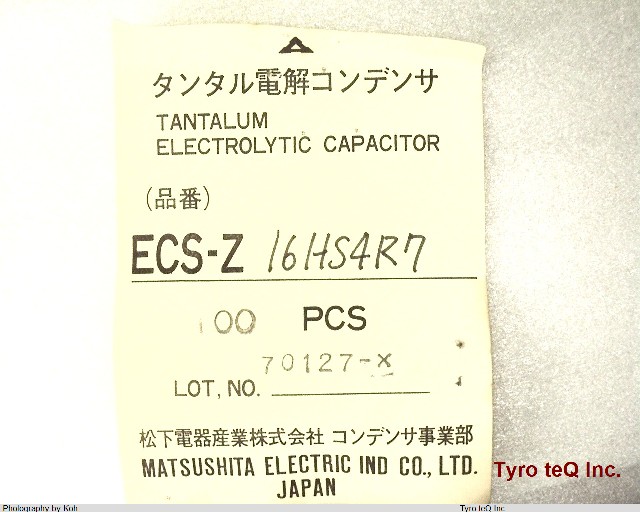 タンタル電解コンデンサ
TANTALUM
ELECTROLYTIC CAPACITOR
(品番)
ECS-Z 16HS4R7
100 PCS
70127-X
LOT, NO.
松下電器産業株式会社 コンデンサ事業部
MATSUSHITA ELECTRIC IND CO., LTD.
JAPAN
Tyro teQ Inc.
Photography by Koh
Tyro teQ Inc